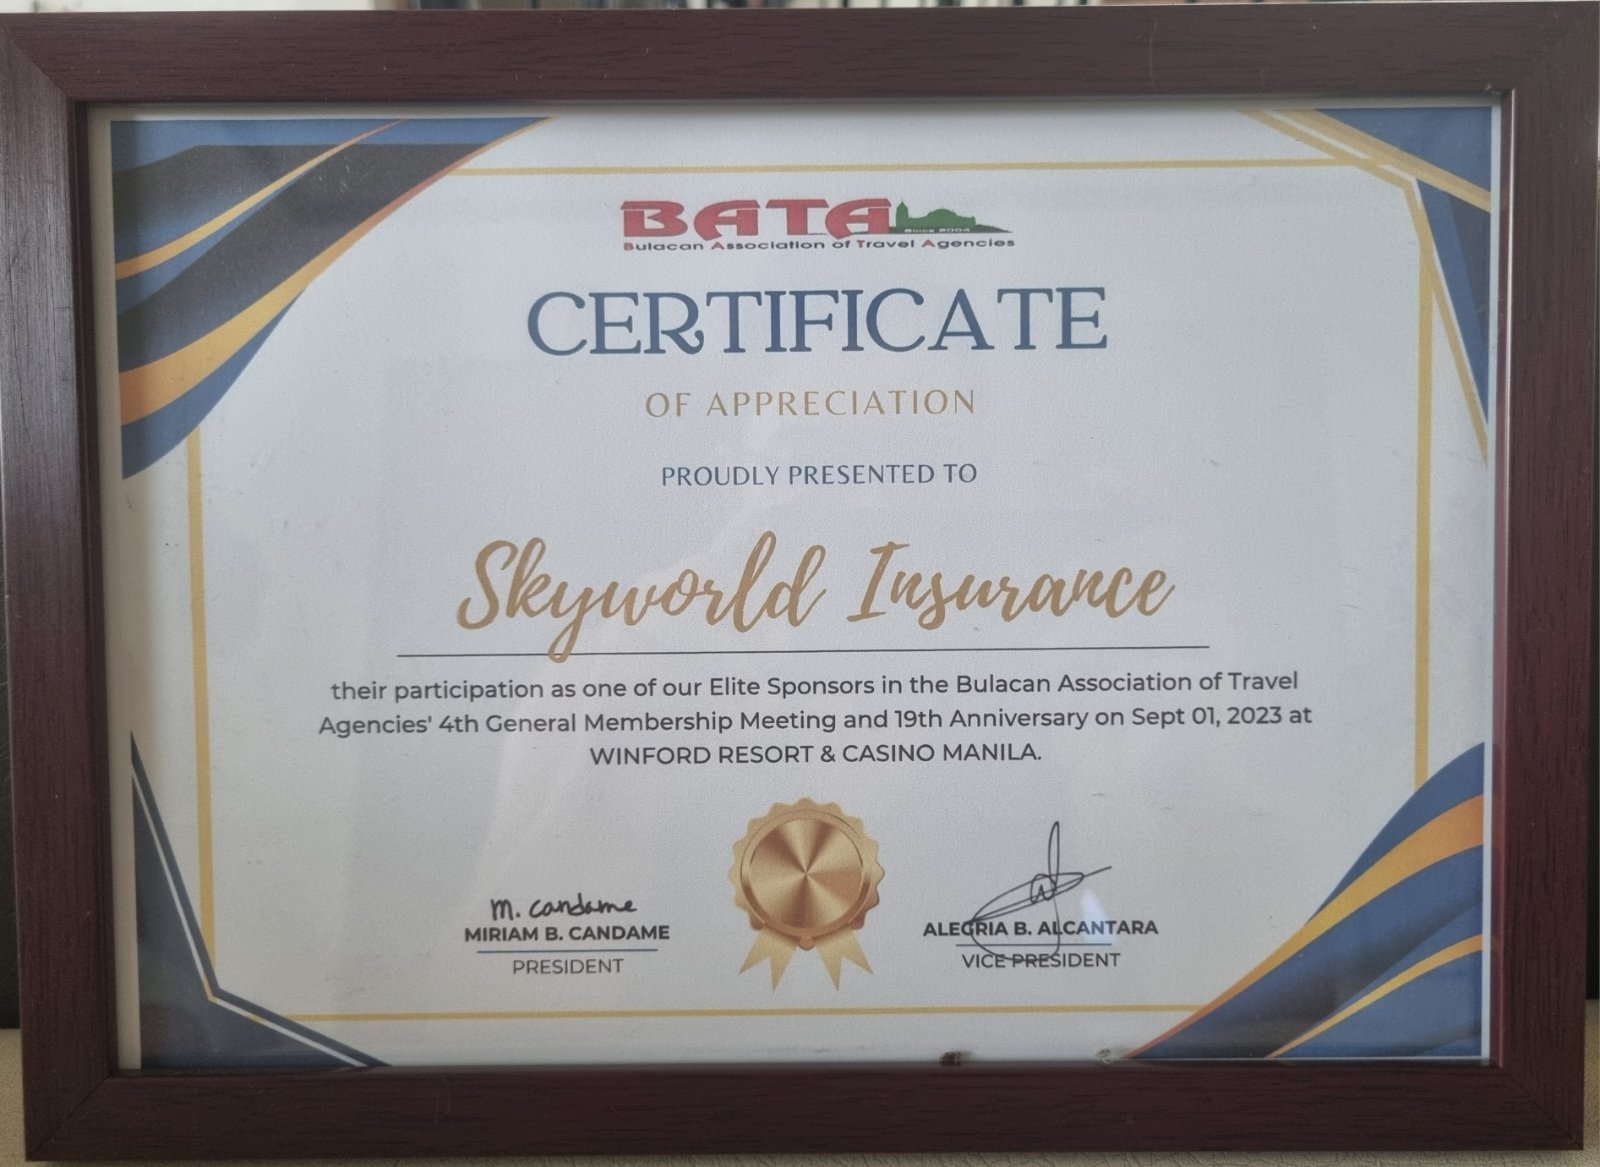 BATA
Since 2004
Bulacan Association of Travel Agencies
CERTIFICATE
OF APPRECIATION
PROUDLY PRESENTED TO
Skyworld Insurance
their participation as one of our Elite Sponsors in the Bulacan Association of Travel
Agencies' 4th General Membership Meeting and 19th Anniversary on Sept 01, 2023 at
WINFORD RESORT & CASINO MANILA.
m. candame
MIRIAM B. CANDAME
PRESIDENT
ALEGRIA B. ALCANTARA
VICE PRESIDENT